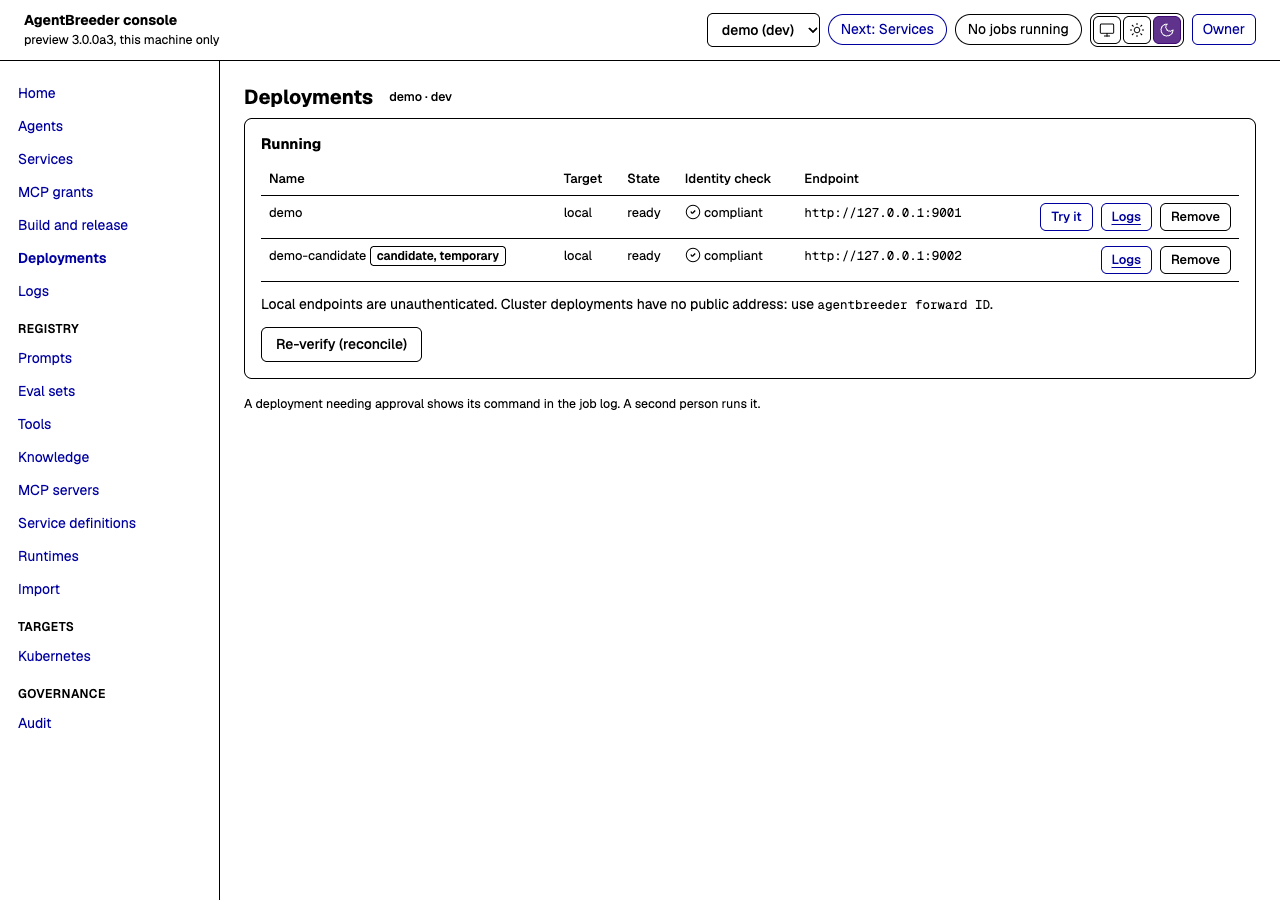 AgentBreeder console
preview 3.0.0a3, this machine only
demo (dev)
Next: Services
No jobs running
Owner
Home
Agents
Services
MCP grants
Build and release
Deployments
Logs
REGISTRY
Prompts
Eval sets
Tools
Knowledge
MCP servers
Service definitions
Runtimes
Import
TARGETS
Kubernetes
GOVERNANCE
Audit
Deployments demo · dev
Running
Name Target State Identity check Endpoint
demo local ready compliant http://127.0.0.1:9001 Try it Logs Remove
demo-candidate candidate, temporary local ready compliant http://127.0.0.1:9002 Logs Remove
Local endpoints are unauthenticated. Cluster deployments have no public address: use agentbreeder forward ID.
Re-verify (reconcile)
A deployment needing approval shows its command in the job log. A second person runs it.